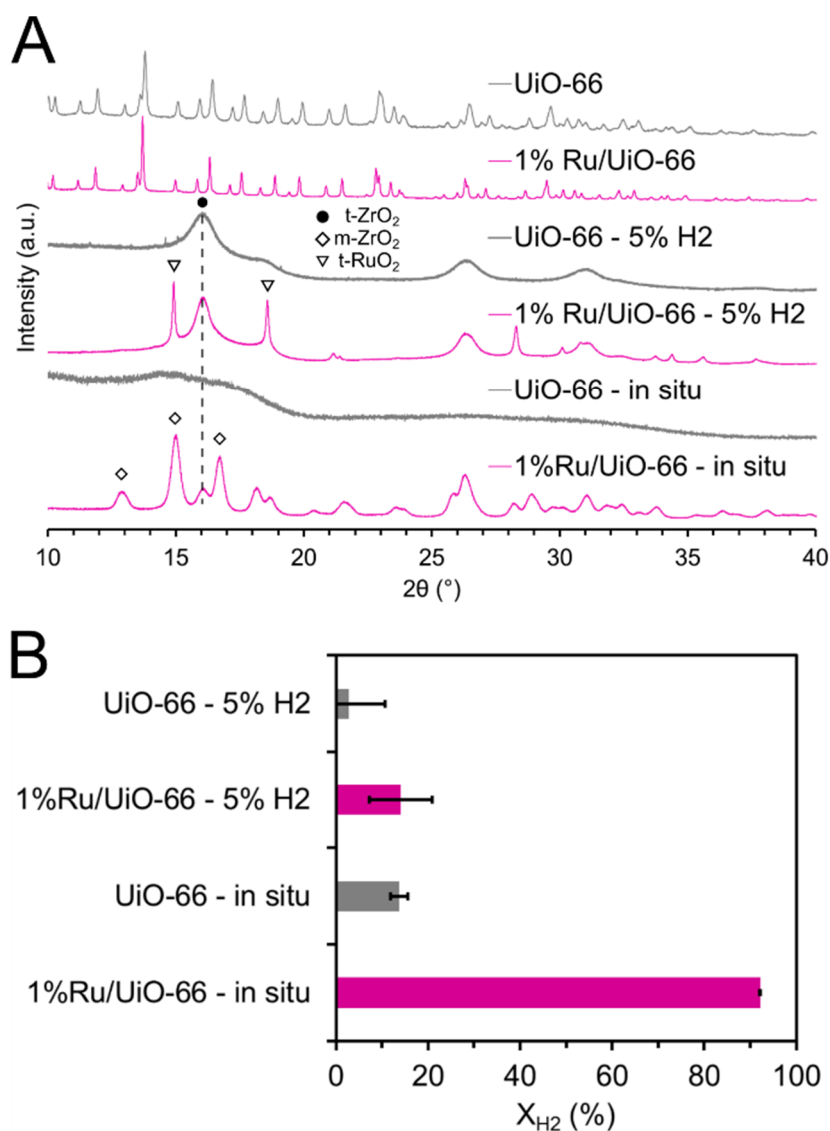 A
UiO-66
1% Ru/UiO-66
t-ZrO₂
m-ZrO₂
t-RuO₂
UiO-66 - 5% H2
1% Ru/UiO-66 - 5% H2
UiO-66 - in situ
1%Ru/UiO-66 - in situ
Intensity (a.u.)
10 15 20 25 30 35 40
2θ (°)
B
UiO-66 - 5% H2
1%Ru/UiO-66 - 5% H2
UiO-66 - in situ
1%Ru/UiO-66 - in situ
0 20 40 60 80 100
X_H2 (%)